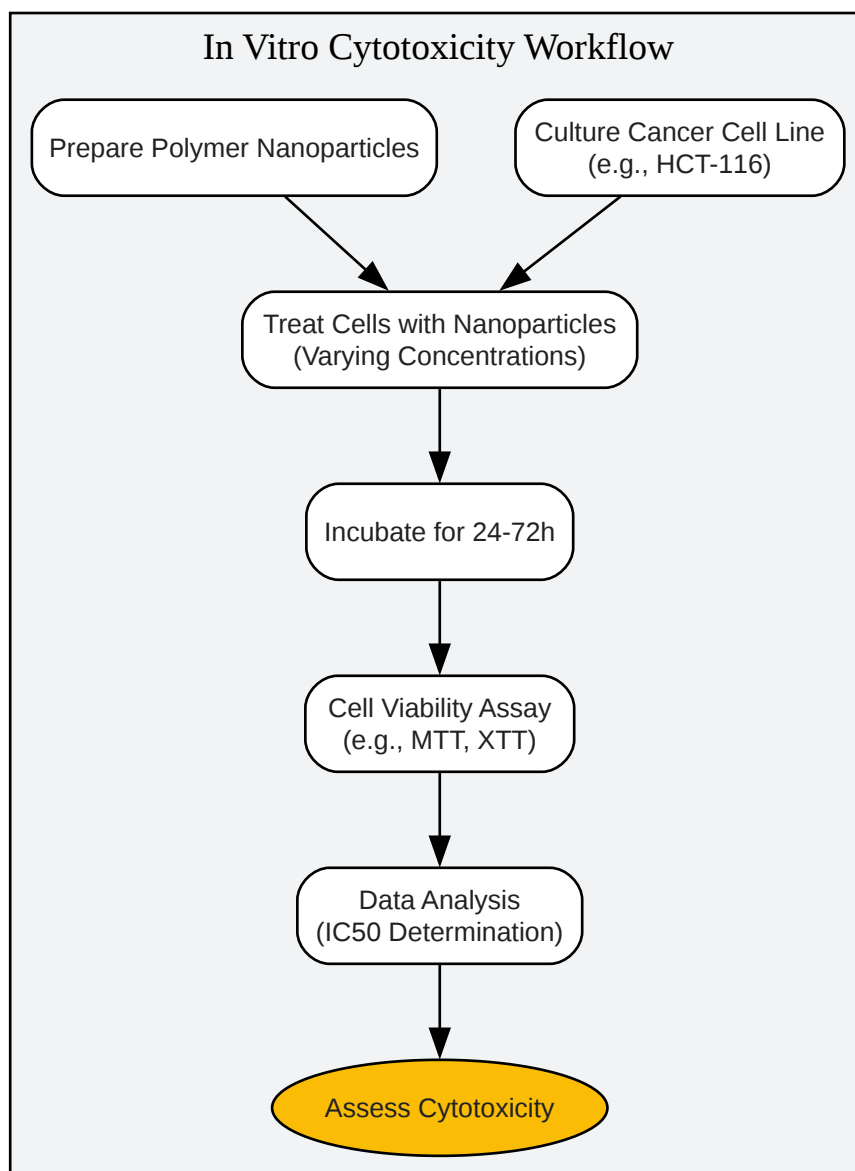 In Vitro Cytotoxicity Workflow
Prepare Polymer Nanoparticles
Culture Cancer Cell Line
(e.g., HCT-116)
Treat Cells with Nanoparticles
(Varying Concentrations)
Incubate for 24-72h
Cell Viability Assay
(e.g., MTT, XTT)
Data Analysis
(IC50 Determination)
Assess Cytotoxicity